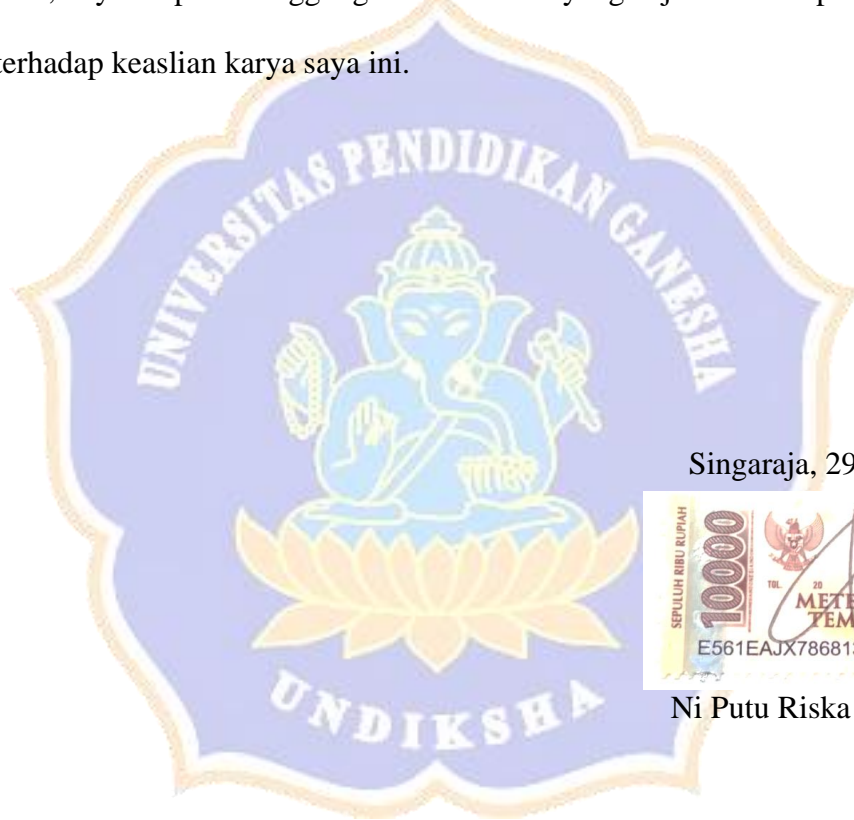 terhadap keaslian karya saya ini.
UNIVERSITAS PENDIDIKAN GANESHA
Singaraja, 29
SEPULUH RIBU RUPIAH
10000
TGL. 20
METE
TEM
E561EAJX78681
Ni Putu Riska
UNDIKSHA